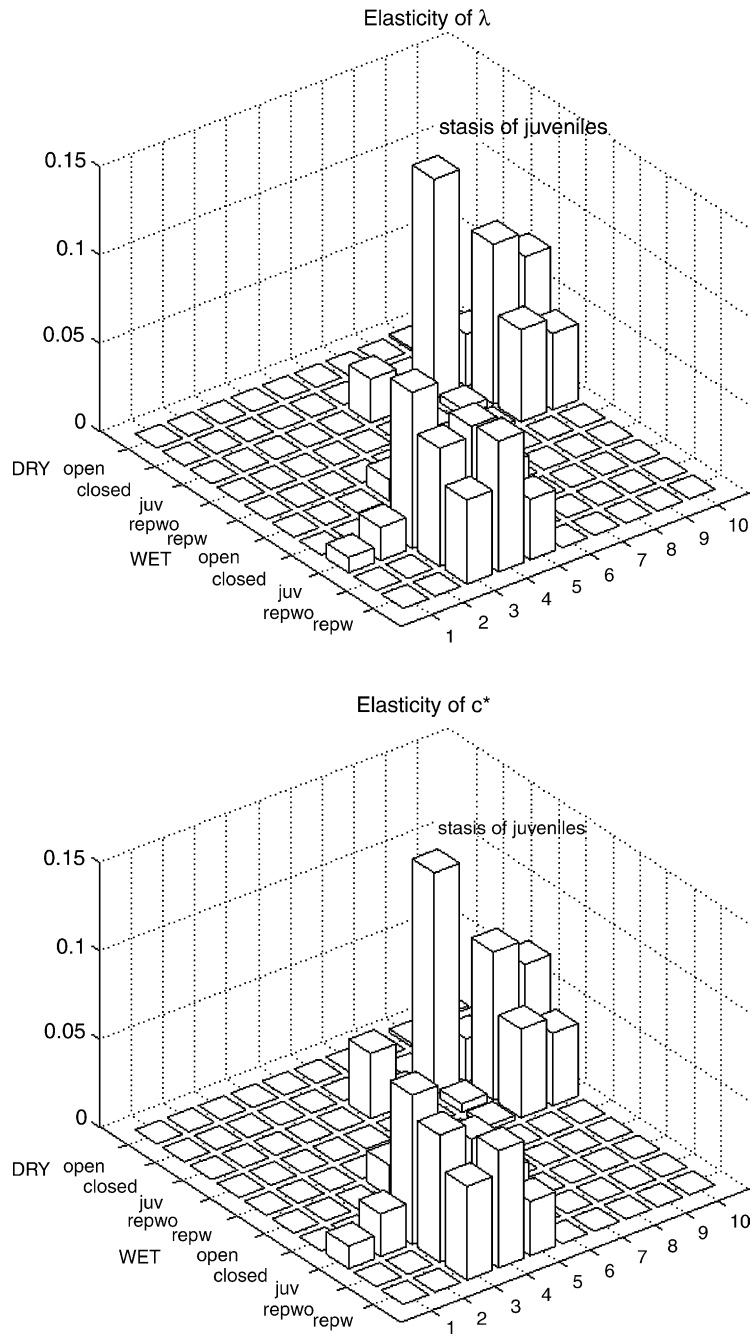 Elasticity of λ
stasis of juveniles
0.15
0.1
0.05
0
DRY open
closed
juv
repwo
repw
WET open
closed
juv
repwo
repw
1
2
3
4
5
6
7
8
9
10
Elasticity of c*
stasis of juveniles
0.15
0.1
0.05
0
DRY open
closed
juv
repwo
repw
WET open
closed
juv
repwo
repw
1
2
3
4
5
6
7
8
9
10